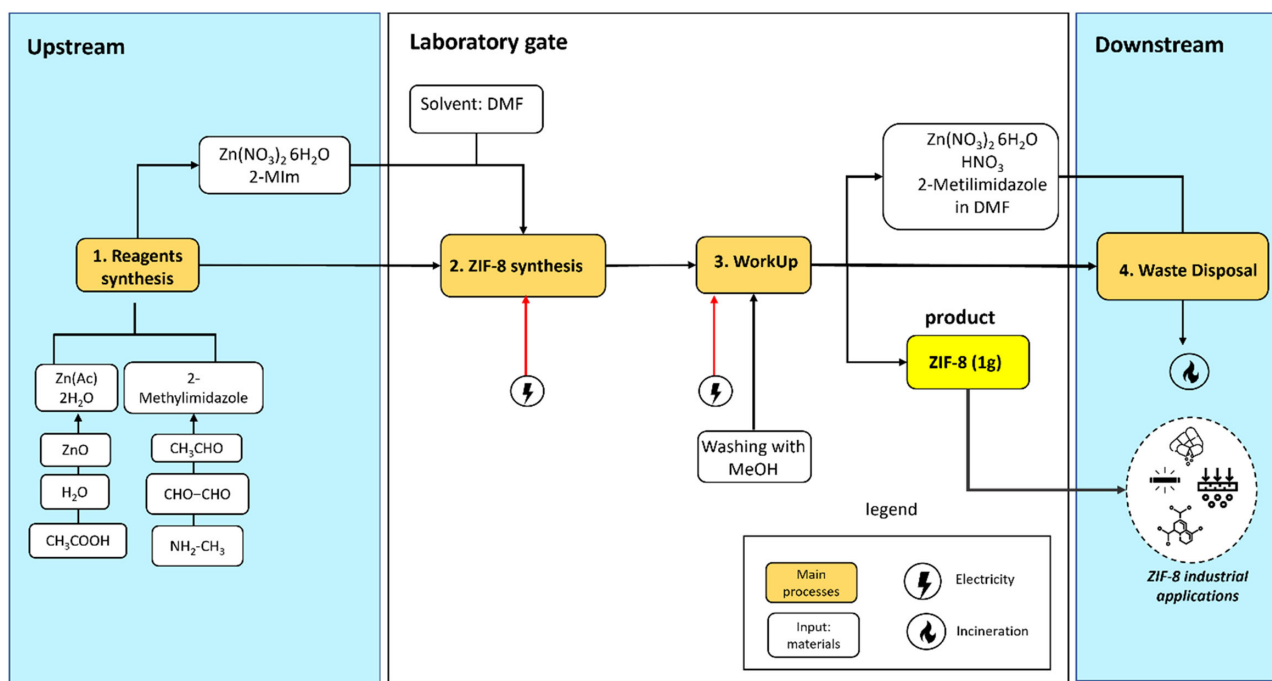 Upstream
Laboratory gate
Downstream
Solvent: DMF
Zn(NO₃)₂ 6H₂O
2-MIm
Zn(NO₃)₂ 6H₂O
HNO₃
2-Metilimidazole
in DMF
1. Reagents
synthesis
2. ZIF-8 synthesis
3. WorkUp
4. Waste Disposal
product
ZIF-8 (1g)
Zn(Ac)
2H₂O
2-
Methylimidazole
ZnO
CH₃CHO
H₂O
CHO–CHO
CH₃COOH
NH₂-CH₃
Washing with
MeOH
legend
Main
processes
Electricity
Input:
materials
Incineration
ZIF-8 industrial
applications